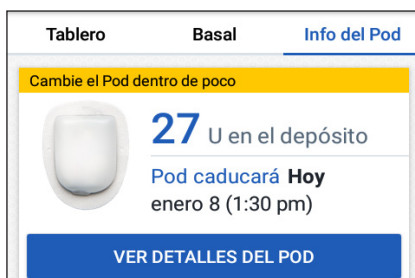 Tablero Basal Info del Pod
Cambie el Pod dentro de poco
27 U en el depósito
Pod caducará Hoy
enero 8 (1:30 pm)
VER DETALLES DEL POD